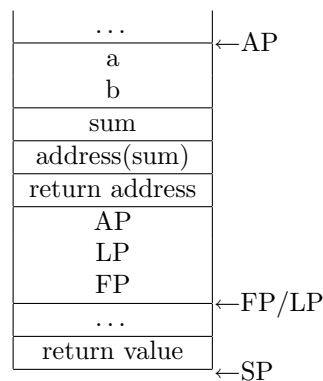 ...
←AP
a
b
sum
address(sum)
return address
AP
LP
FP
←FP/LP
...
return value
←SP